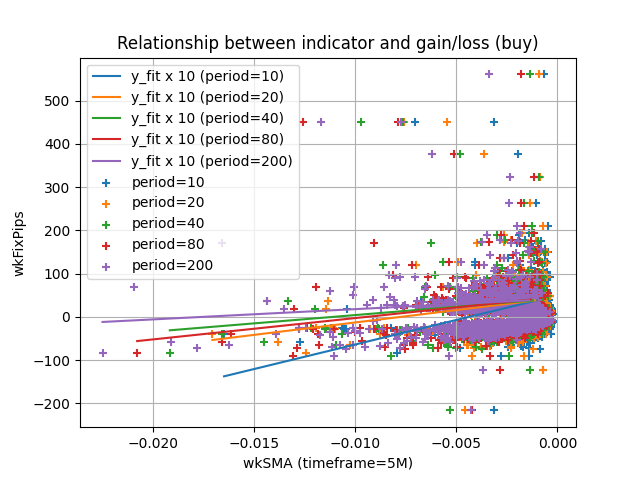 Relationship between indicator and gain/loss (buy)
y_fit x 10 (period=10)
y_fit x 10 (period=20)
y_fit x 10 (period=40)
y_fit x 10 (period=80)
y_fit x 10 (period=200)
period=10
period=20
period=40
period=80
period=200
wkFixPips
500
400
300
200
100
0
−100
−200
−0.020 −0.015 −0.010 −0.005 0.000
wkSMA (timeframe=5M)